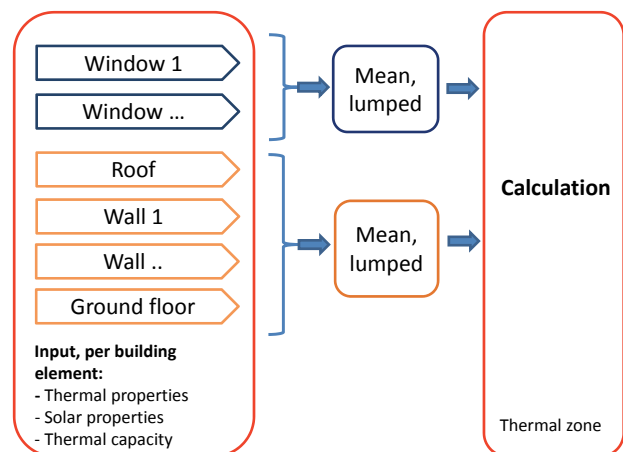 Window 1
Window ...
Roof
Wall 1
Wall ..
Ground floor
Input, per building
element:
- Thermal properties
- Solar properties
- Thermal capacity
Mean,
lumped
Mean,
lumped
Calculation
Thermal zone